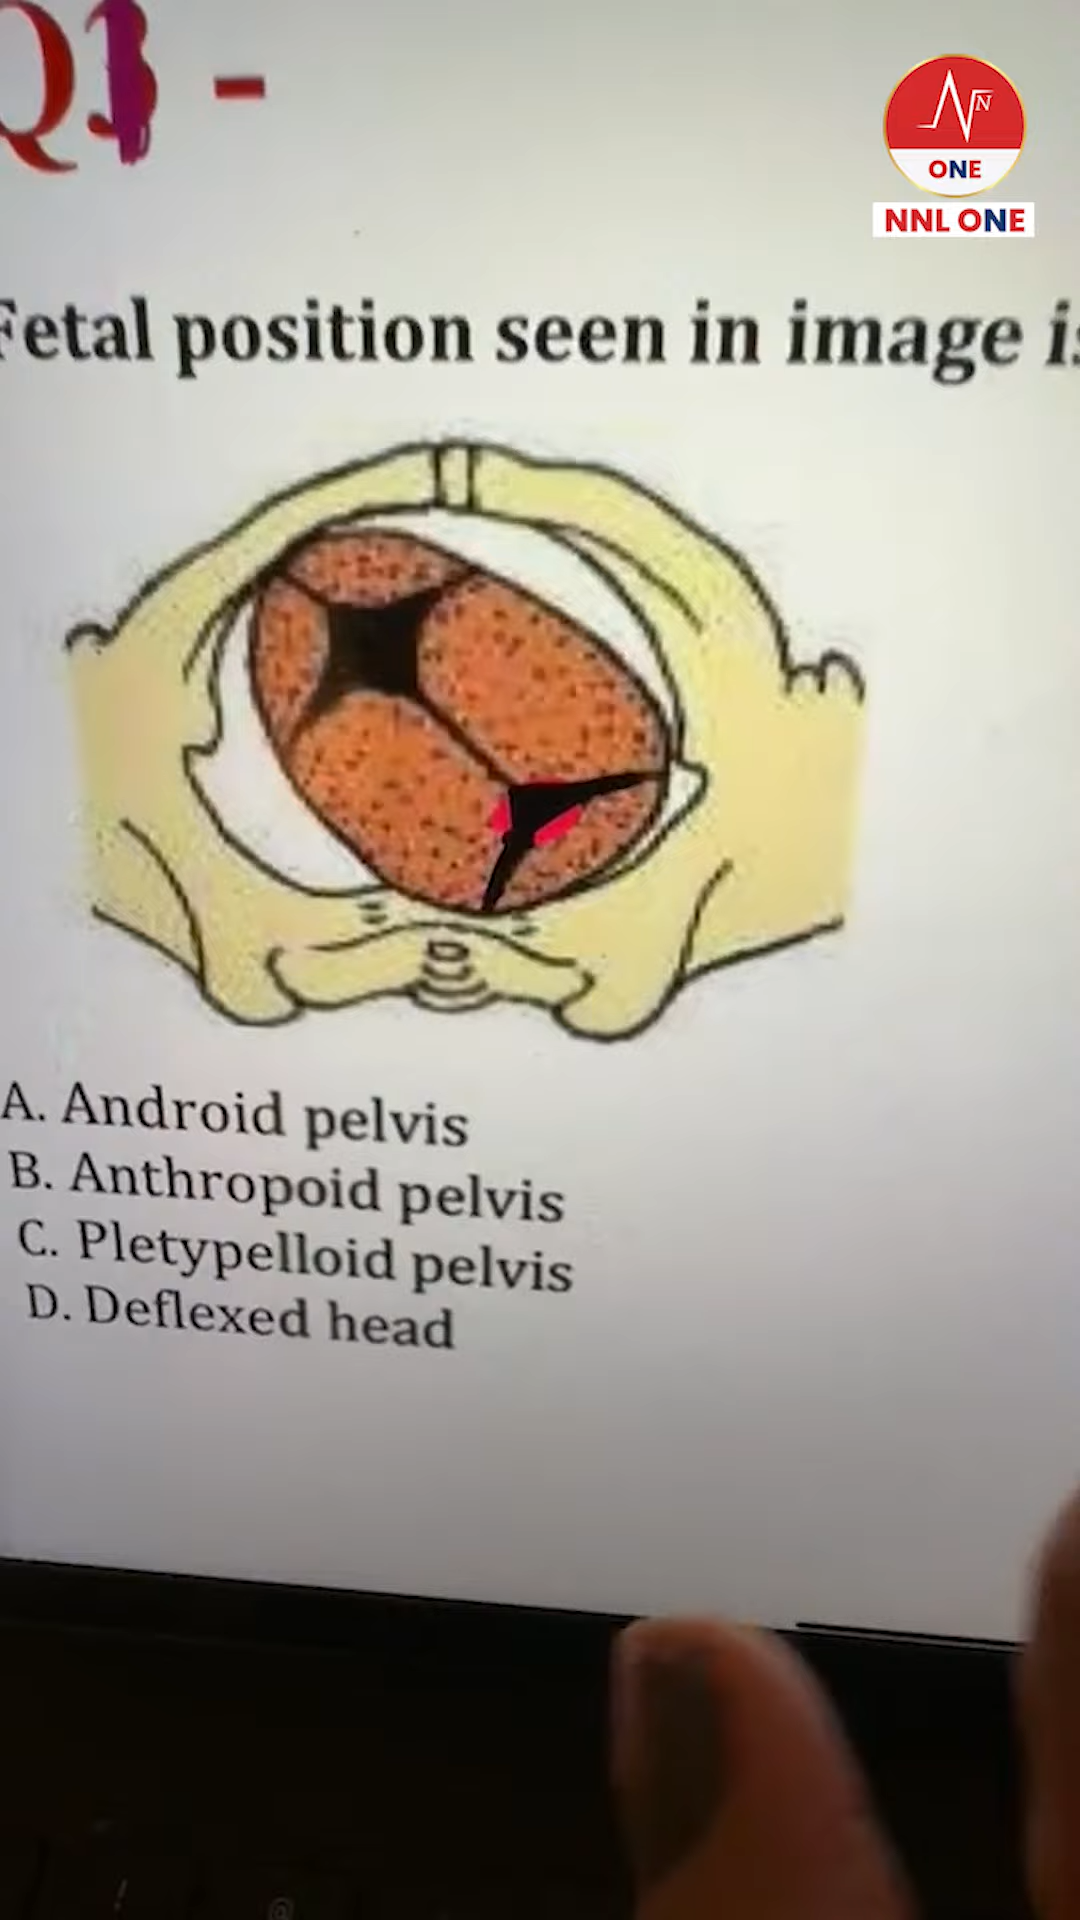 Q3 -
N
ONE
NNL ONE
Fetal position seen in image is
A. Android pelvis
B. Anthropoid pelvis
C. Pletypelloid pelvis
D. Deflexed head